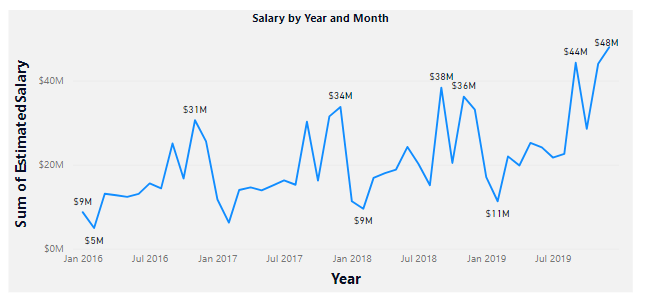 Salary by Year and Month
Sum of EstimatedSalary
$40M
$20M
$0M
$9M
$5M
$31M
$34M
$9M
$38M
$36M
$11M
$44M
$48M
Jan 2016
Jul 2016
Jan 2017
Jul 2017
Jan 2018
Jul 2018
Jan 2019
Jul 2019
Year